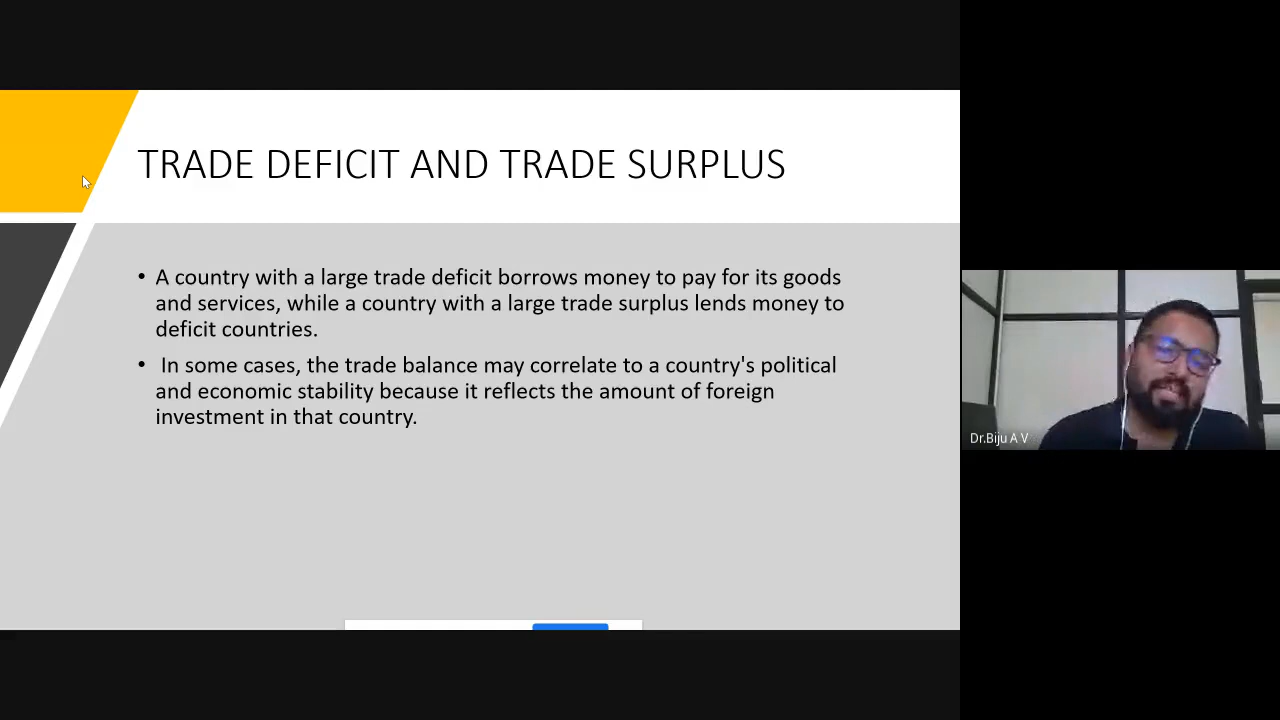 TRADE DEFICIT AND TRADE SURPLUS
• A country with a large trade deficit borrows money to pay for its goods
and services, while a country with a large trade surplus lends money to
deficit countries.
• In some cases, the trade balance may correlate to a country's political
and economic stability because it reflects the amount of foreign
investment in that country.
Dr.Biju A V